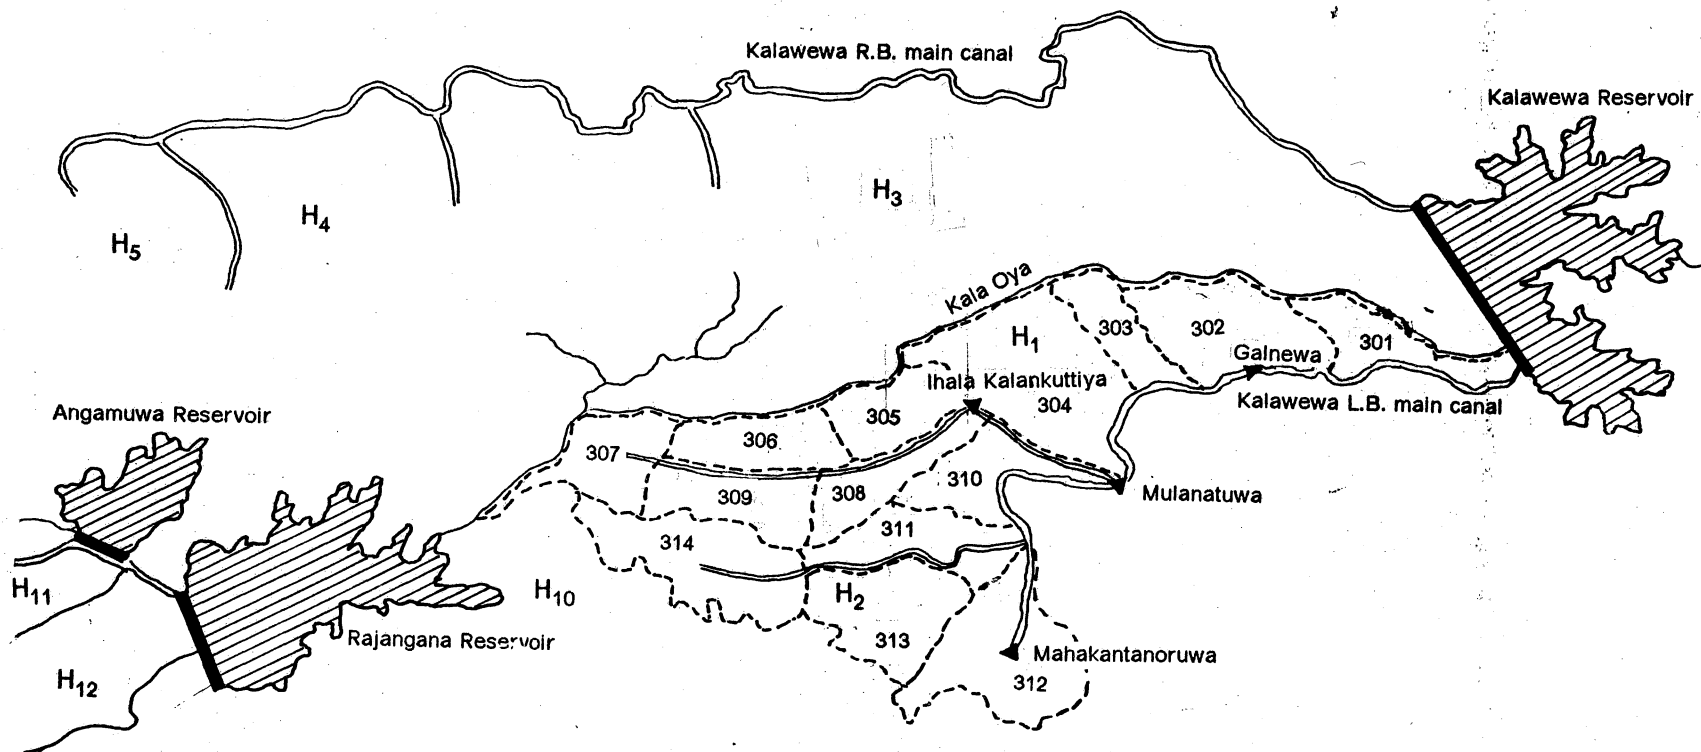 Kalawewa R.B. main canal
Kalawewa Reservoir
H3
H4
H5
Kala Oya
303
302
301
H1
Galnewa
Ihala Kalankuttiya
304
Kalawewa L.B. main canal
Angamuwa Reservoir
305
306
307
310
309
308
Mulanatuwa
311
314
H11
H10
H2
313
Rajangana Reservoir
Mahakantanoruwa
H12
312